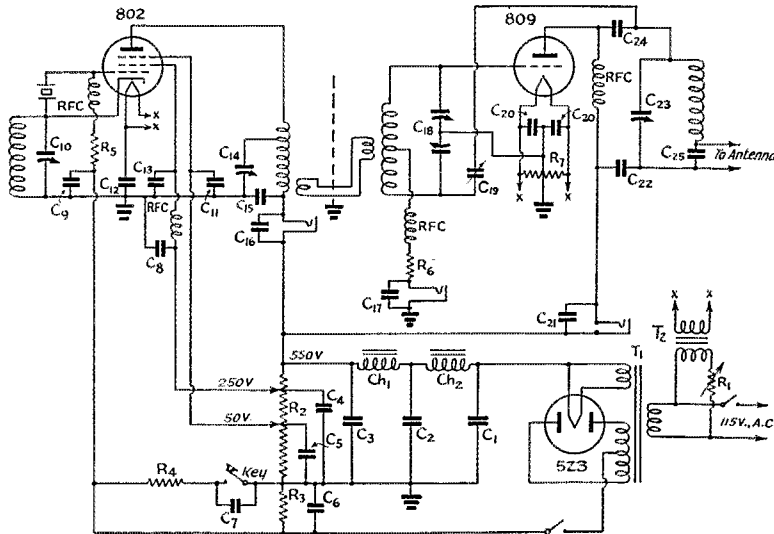 802
809
C24
RFC
RFC
C20
C20
C23
C10
R5
C14
C18
R7
C25
To Antenna
C13
C12
RFC
C11
C15
C19
C22
x
x
x
x
C9
C16
RFC
C8
R6
C17
C21
x
x
T2
T1
R1
550V
Ch1
Ch2
250V
C4
R2
50V
C5
C3
C2
C1
115V., A.C
5Z3
R4
Key
R3
C6
C7